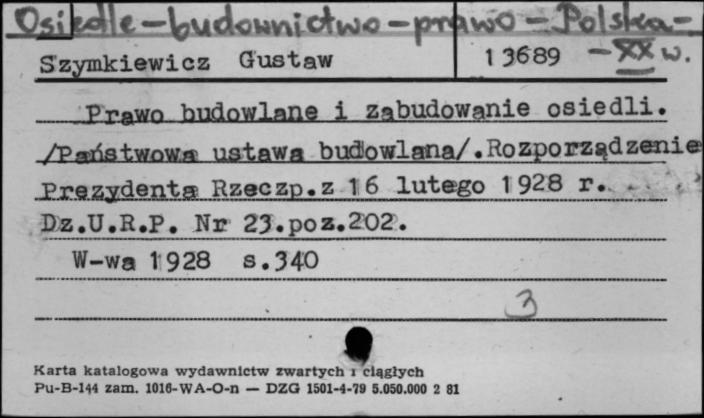 Osiedle-budownictwo-prawo-Polska-
-XX w.
Szymkiewicz Gustaw
13689
Prawo budowlane i zabudowanie osiedli.
/Państwowa ustawa budowlana/.Rozporządzenie
Prezydenta Rzeczp.z 16 lutego 1928 r.
Dz.U.R.P. Nr 23.poz.202.
W-wa 1928 s.340
3
Karta katalogowa wydawnictw zwartych i ciągłych
Pu-B-144 zam. 1016-WA-O-n — DZG 1501-4-79 5.050.000 2 81